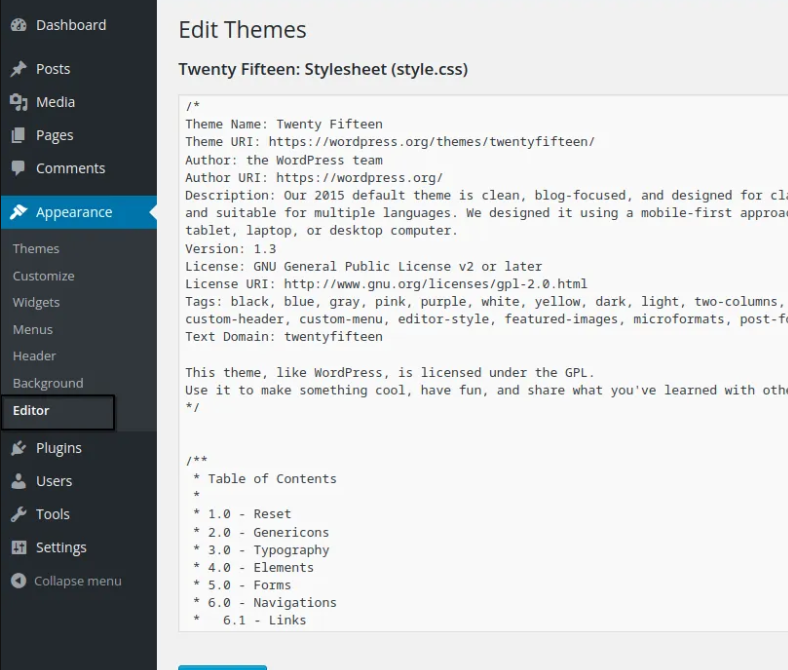 Dashboard
Posts
Media
Pages
Comments
Appearance
Themes
Customize
Widgets
Menus
Header
Background
Editor
Plugins
Users
Tools
Settings
Collapse menu
Edit Themes
Twenty Fifteen: Stylesheet (style.css)
/*
Theme Name: Twenty Fifteen
Theme URI: https://wordpress.org/themes/twentyfifteen/
Author: the WordPress team
Author URI: https://wordpress.org/
Description: Our 2015 default theme is clean, blog-focused, and designed for
and suitable for multiple languages. We designed it using a mobile-first
tablet, laptop, or desktop computer.
Version: 1.3
License: GNU General Public License v2 or later
License URI: http://www.gnu.org/licenses/gpl-2.0.html
Tags: black, blue, gray, pink, purple, white, yellow, dark, light, two-columns,
custom-header, custom-menu, editor-style, featured-images, microformats,
Text Domain: twentyfifteen
This theme, like WordPress, is licensed under the GPL.
Use it to make something cool, have fun, and share what you've learned with
*/
/**
* Table of Contents
*
* 1.0 - Reset
* 2.0 - Genericons
* 3.0 - Typography
* 4.0 - Elements
* 5.0 - Forms
* 6.0 - Navigations
* 6.1 - Links